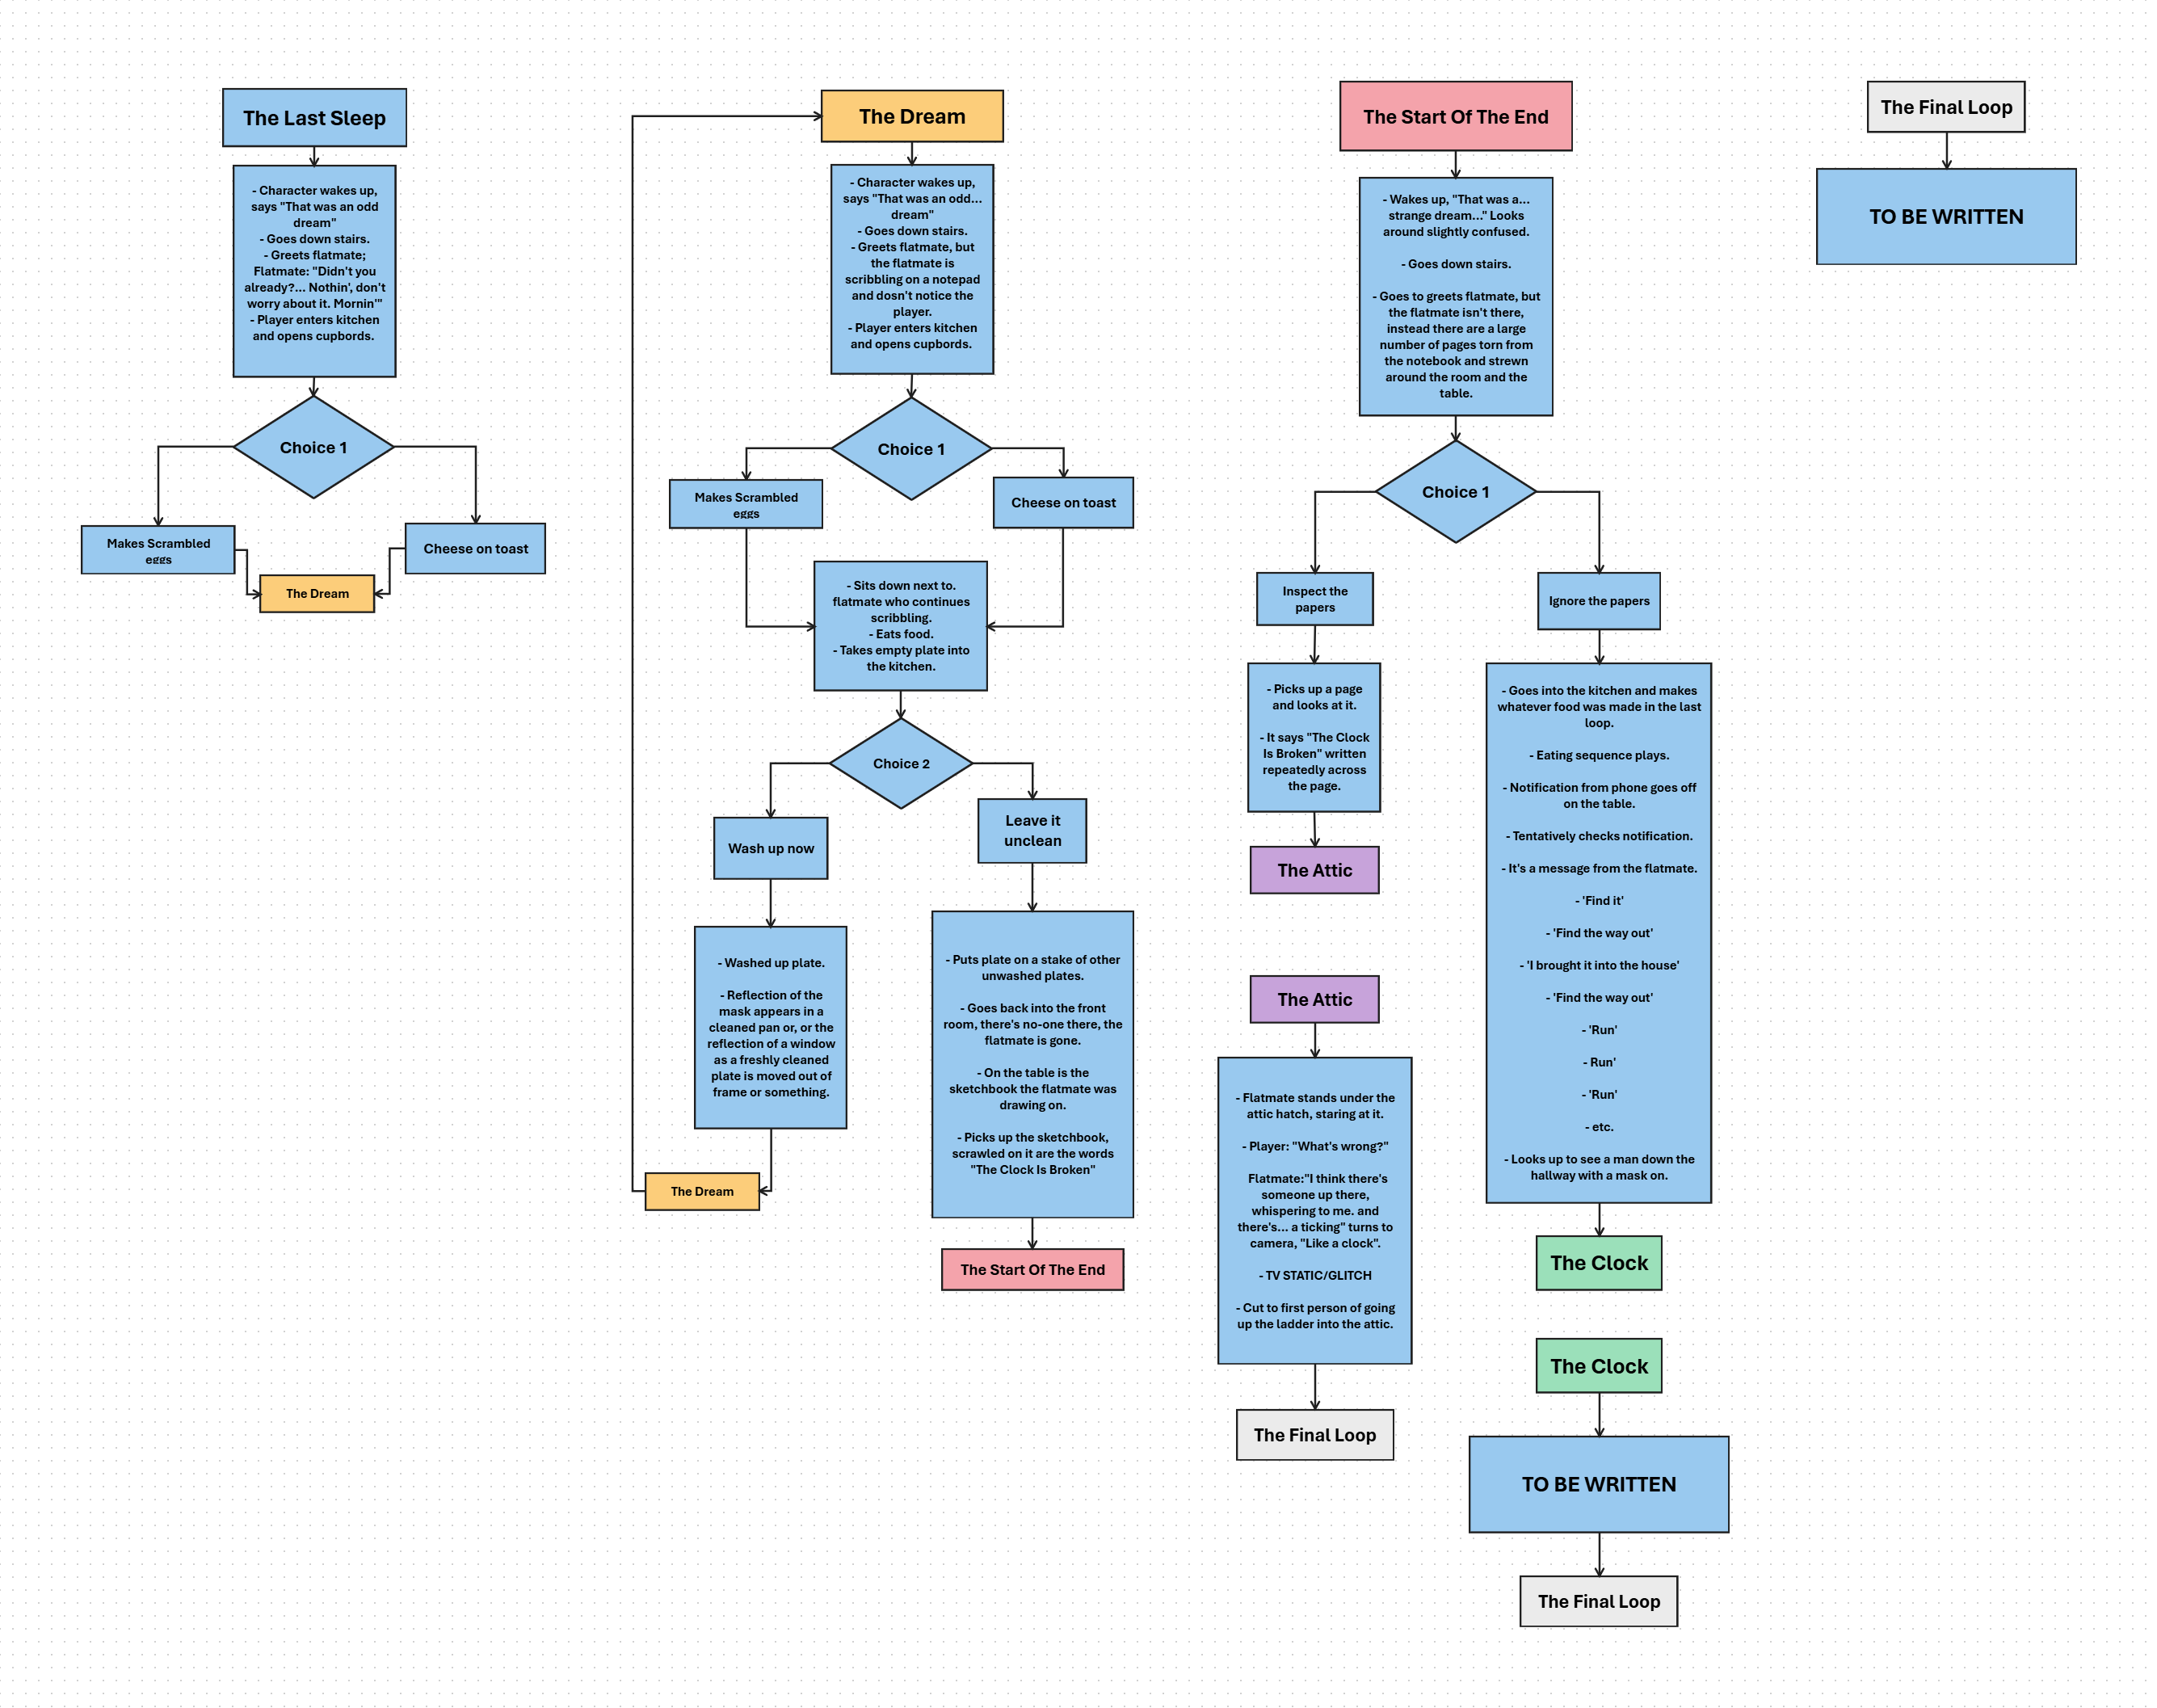 The Last Sleep
- Character wakes up,
says "That was an odd
dream"
- Goes down stairs.
- Greets flatmate;
Flatmate: "Didn't you
already?... Nothin', don't
worry about it. Mornin'"
- Player enters kitchen
and opens cupbords.
Choice 1
Makes Scrambled
eggs
Cheese on toast
The Dream
The Dream
- Character wakes up,
says "That was an odd...
dream"
- Goes down stairs.
- Greets flatmate, but
the flatmate is
scribbling on a notepad
and dosn't notice the
player.
- Player enters kitchen
and opens cupbords.
Choice 1
Makes Scrambled
eggs
Cheese on toast
- Sits down next to.
flatmate who continues
scribbling.
- Eats food.
- Takes empty plate into
the kitchen.
Choice 2
Wash up now
Leave it
unclean
- Washed up plate.
- Reflection of the
mask appears in a
cleaned pan or, or the
reflection of a window
as a freshly cleaned
plate is moved out of
frame or something.
The Dream
- Puts plate on a stake of other
unwashed plates.
- Goes back into the front
room, there's no-one there, the
flatmate is gone.
- On the table is the
sketchbook the flatmate was
drawing on.
- Picks up the sketchbook,
scrawled on it are the words
"The Clock Is Broken"
The Start Of The End
The Start Of The End
- Wakes up, "That was a...
strange dream..." Looks
around slightly confused.
- Goes down stairs.
- Goes to greets flatmate, but
the flatmate isn't there,
instead there are a large
number of pages torn from
the notebook and strewn
around the room and the
table.
Choice 1
Inspect the
papers
Ignore the papers
- Picks up a page
and looks at it.
- It says "The Clock
Is Broken" written
repeatedly across
the page.
The Attic
The Attic
- Flatmate stands under the
attic hatch, staring at it.
- Player: "What's wrong?"
Flatmate:"I think there's
someone up there,
whispering to me. and
there's... a ticking" turns to
camera, "Like a clock".
- TV STATIC/GLITCH
- Cut to first person of going
up the ladder into the attic.
The Final Loop
- Goes into the kitchen and makes
whatever food was made in the last
loop.
- Eating sequence plays.
- Notification from phone goes off
on the table.
- Tentatively checks notification.
- It's a message from the flatmate.
- 'Find it'
- 'Find the way out'
- 'I brought it into the house'
- 'Find the way out'
- 'Run'
- Run'
- 'Run'
- etc.
- Looks up to see a man down the
hallway with a mask on.
The Clock
The Clock
TO BE WRITTEN
The Final Loop
The Final Loop
TO BE WRITTEN